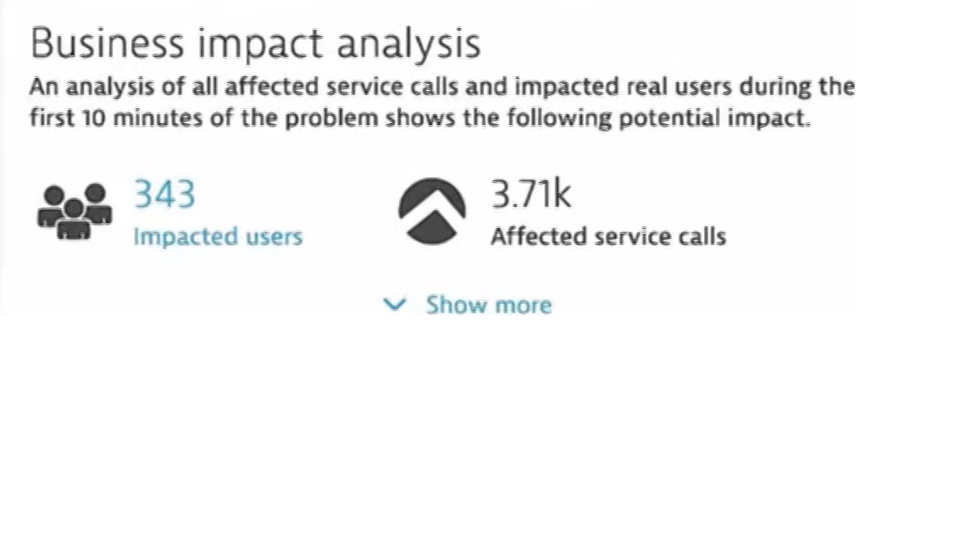 Business impact analysis
An analysis of all affected service calls and impacted real users during the
first 10 minutes of the problem shows the following potential impact.
343
Impacted users
3.71k
Affected service calls
Show more